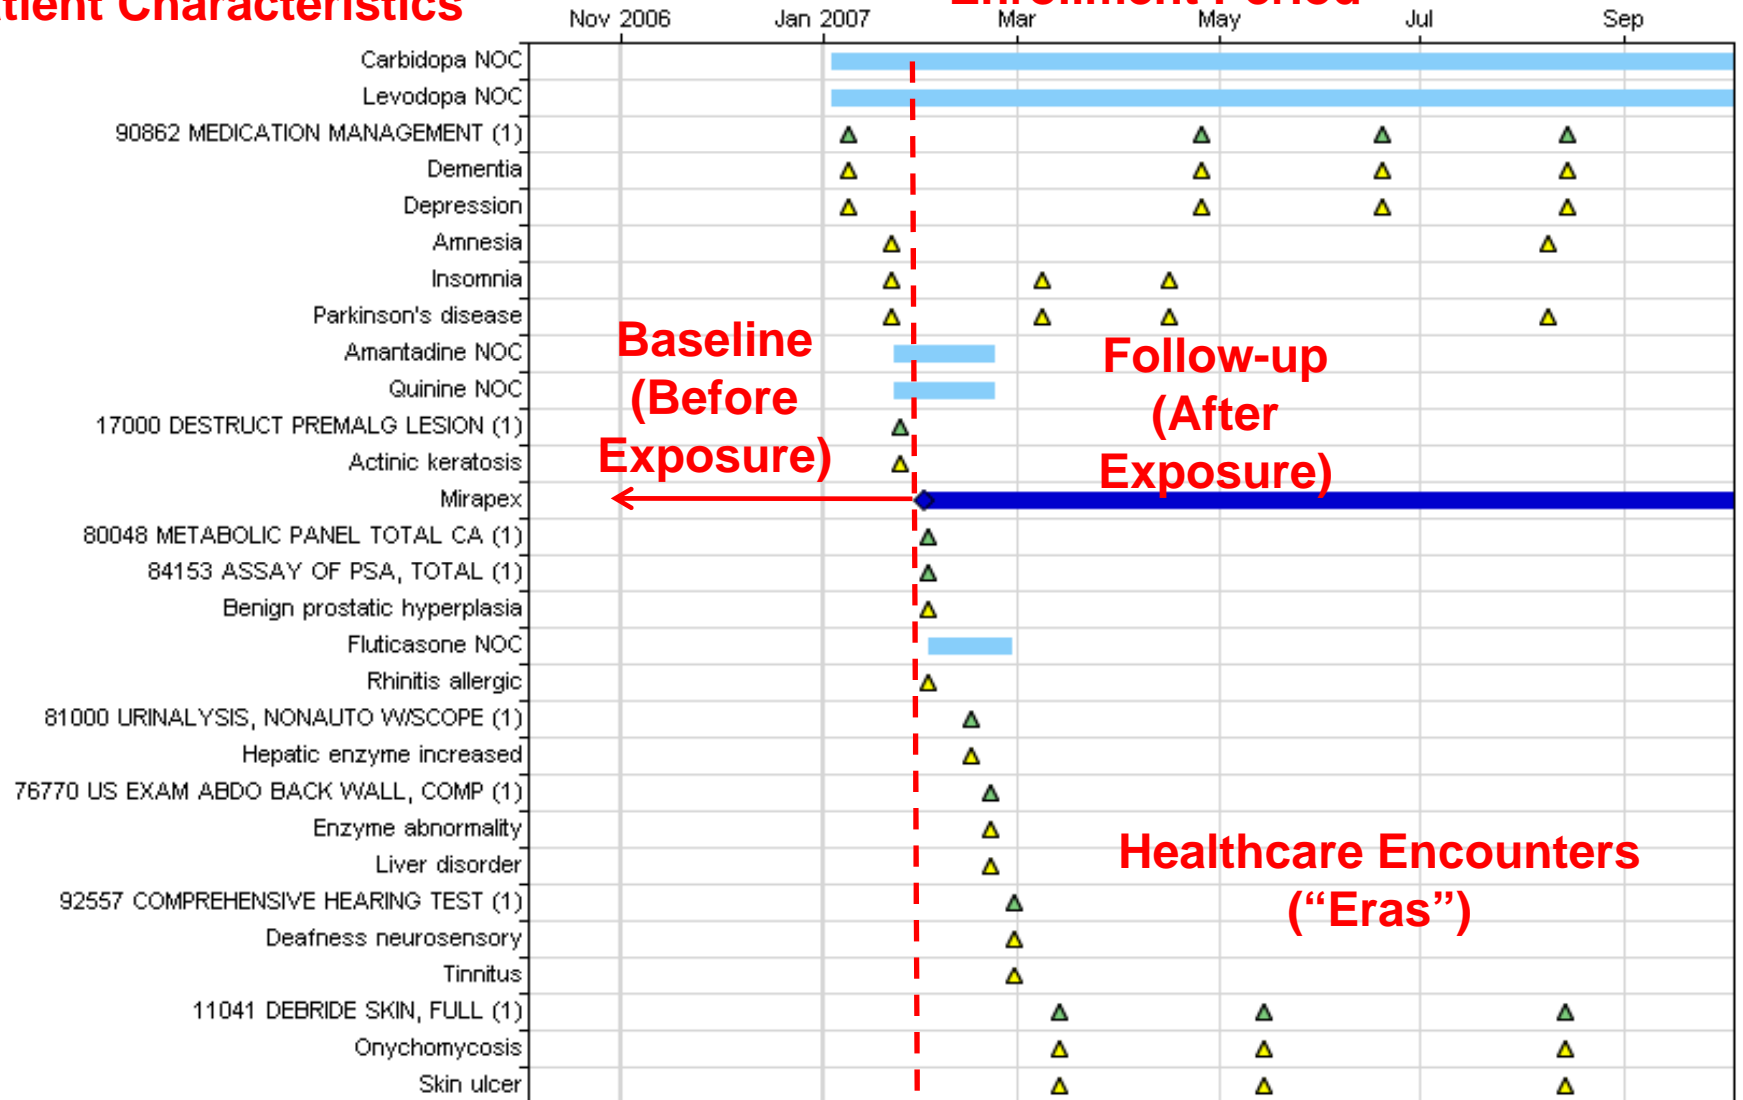 tient Characteristics
Enrollment Period
Nov 2006 Jan 2007 Mar May Jul Sep
Carbidopa NOC
Levodopa NOC
90862 MEDICATION MANAGEMENT (1)
Dementia
Depression
Amnesia
Insomnia
Parkinson's disease
Amantadine NOC
Quinine NOC
17000 DESTRUCT PREMALG LESION (1)
Actinic keratosis
Mirapex
80048 METABOLIC PANEL TOTAL CA (1)
84153 ASSAY OF PSA, TOTAL (1)
Benign prostatic hyperplasia
Fluticasone NOC
Rhinitis allergic
81000 URINALYSIS, NONAUTO W/SCOPE (1)
Hepatic enzyme increased
76770 US EXAM ABDO BACK WALL, COMP (1)
Enzyme abnormality
Liver disorder
92557 COMPREHENSIVE HEARING TEST (1)
Deafness neurosensory
Tinnitus
11041 DEBRIDE SKIN, FULL (1)
Onychomycosis
Skin ulcer
Baseline
(Before
Exposure)
Follow-up
(After
Exposure)
Healthcare Encounters
(“Eras”)